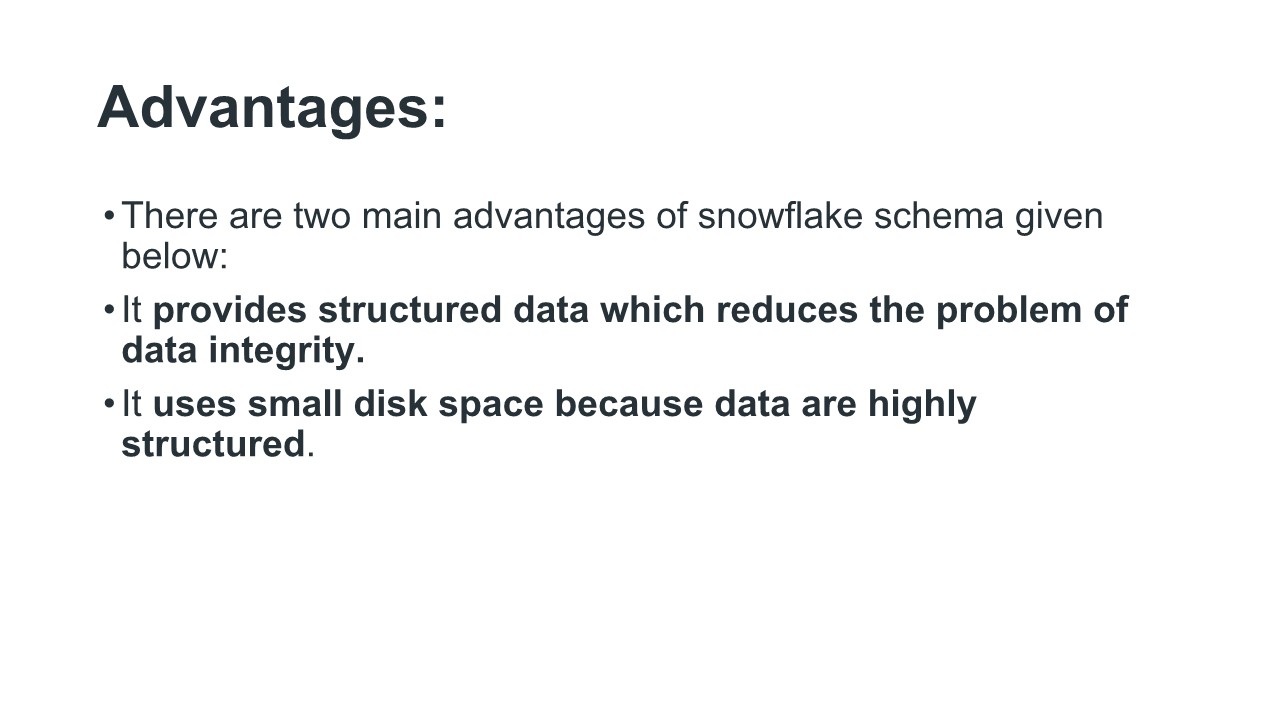 Advantages:
• There are two main advantages of snowflake schema given
below:
• It provides structured data which reduces the problem of
data integrity.
• It uses small disk space because data are highly
structured.